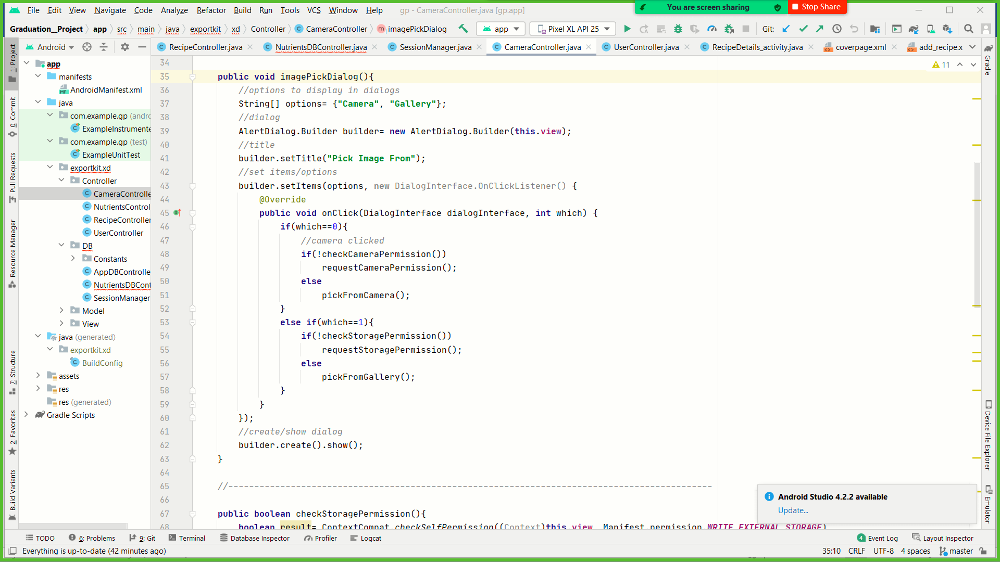 File Edit View Navigate Code Analyze Refactor Build Run Tools VCS Window Help gp - CameraController.java [gp.app]
You are screen sharing Stop Share
Graduation__Project app src main java exportkit xd Controller CameraController imagePickDialog app Pixel XL API 25 Git:
Android RecipeController.java NutrientsDBController.java SessionManager.java CameraController.java UserController.java RecipeDetails_activity.java coverpage.xml add_recipe.x
1: Project
0: Commit
Pull Requests
Resource Manager
7: Structure
2: Favorites
Build Variants
app
manifests
AndroidManifest.xml
java
com.example.gp (andro
ExampleInstrumente
com.example.gp (test)
ExampleUnitTest
exportkit.xd
Controller
CameraControlle
NutrientsControl
RecipeController
UserController
DB
Constants
AppDBControlle
NutrientsDBCont
SessionManager
Model
View
java (generated)
exportkit.xd
BuildConfig
assets
res
res (generated)
Gradle Scripts
11
34
35 public void imagePickDialog(){
36 //options to display in dialogs
37 String[] options= {"Camera", "Gallery"};
38 //dialog
39 AlertDialog.Builder builder= new AlertDialog.Builder(this.view);
40 //title
41 builder.setTitle("Pick Image From");
42 //set items/options
43 builder.setItems(options, new DialogInterface.OnClickListener() {
44 @Override
45 public void onClick(DialogInterface dialogInterface, int which) {
46 if(which==0){
47 //camera clicked
48 if(!checkCameraPermission())
49 requestCameraPermission();
50 else
51 pickFromCamera();
52 }
53 else if(which==1){
54 if(!checkStoragePermission())
55 requestStoragePermission();
56 else
57 pickFromGallery();
58 }
59 }
60 });
61 //create/show dialog
62 builder.create().show();
63 }
64
65 //---------------------------------------------------------------------------------------------
66
67 public boolean checkStoragePermission(){
68 boolean result= ContextCompat.checkSelfPermission((Context)this.view, Manifest.permission.WRITE_EXTERNAL_STORAGE)
Gradle
Device File Explorer
Emulator
Android Studio 4.2.2 available
Update...
TODO 6: Problems 9: Git Terminal Database Inspector Profiler Logcat 4 Event Log Layout Inspector
Everything is up-to-date (42 minutes ago) 35:10 CRLF UTF-8 4 spaces master